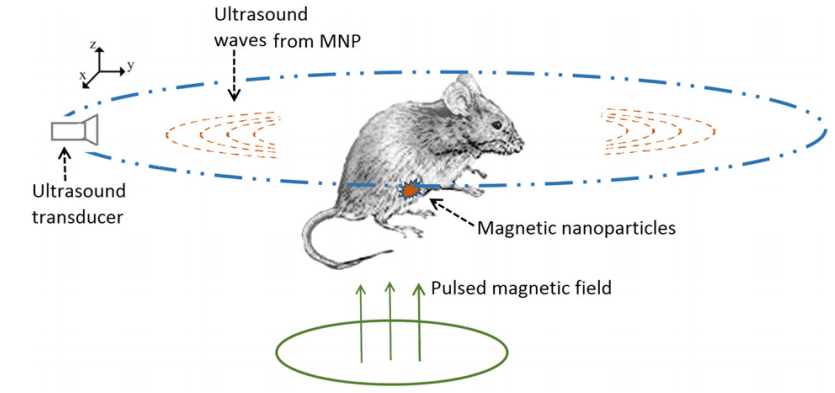 Ultrasound
waves from MNP
z
y
x
Ultrasound
transducer
Magnetic nanoparticles
Pulsed magnetic field